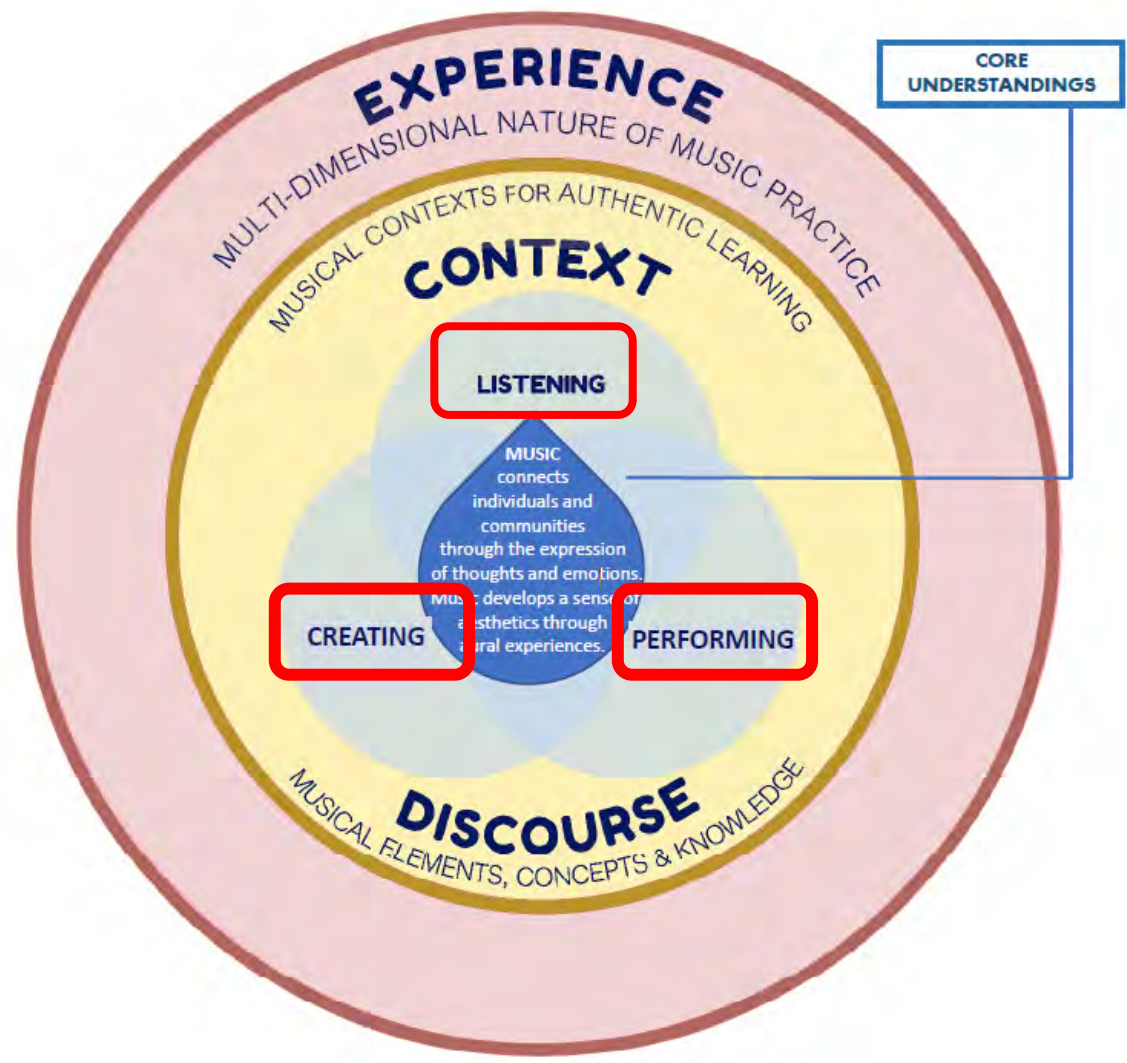 EXPERIENCE
MULTI-DIMENSIONAL NATURE OF MUSIC PRACTICE
CORE
UNDERSTANDINGS
MUSICAL CONTEXTS FOR AUTHENTIC LEARNING
CONTEXT
LISTENING
MUSIC
connects
individuals and
communities
through the expression
of thoughts and emotions.
Music develops a sense of
aesthetics through
aural experiences.
CREATING
PERFORMING
DISCOURSE
MUSICAL ELEMENTS, CONCEPTS & KNOWLEDGE